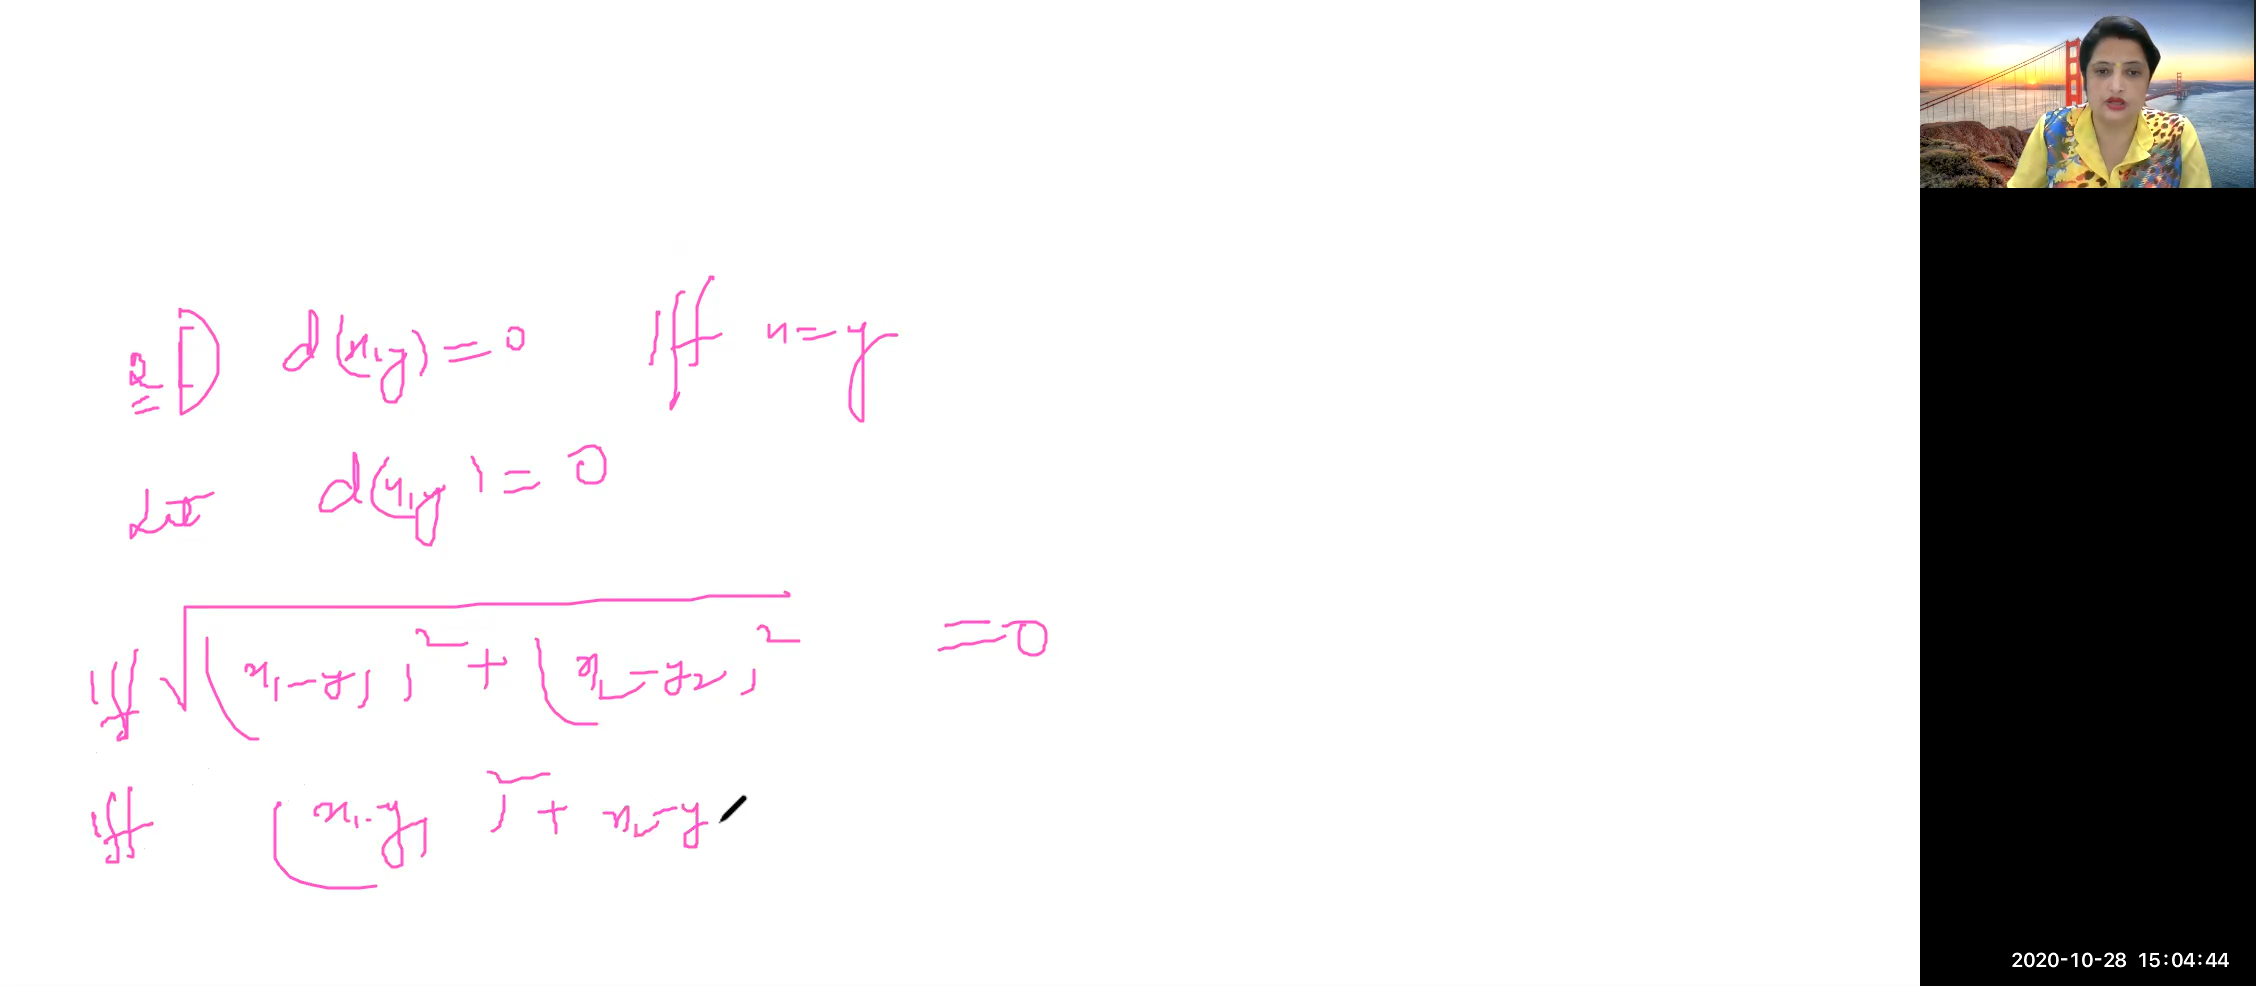 2) d(x,y) = 0 iff x = y
Let d(x,y) = 0
iff √(x₁-y₁)² + (x₂-y₂)² = 0
iff (x₁-y₁)² + x₂-y
2020-10-28 15:04:44